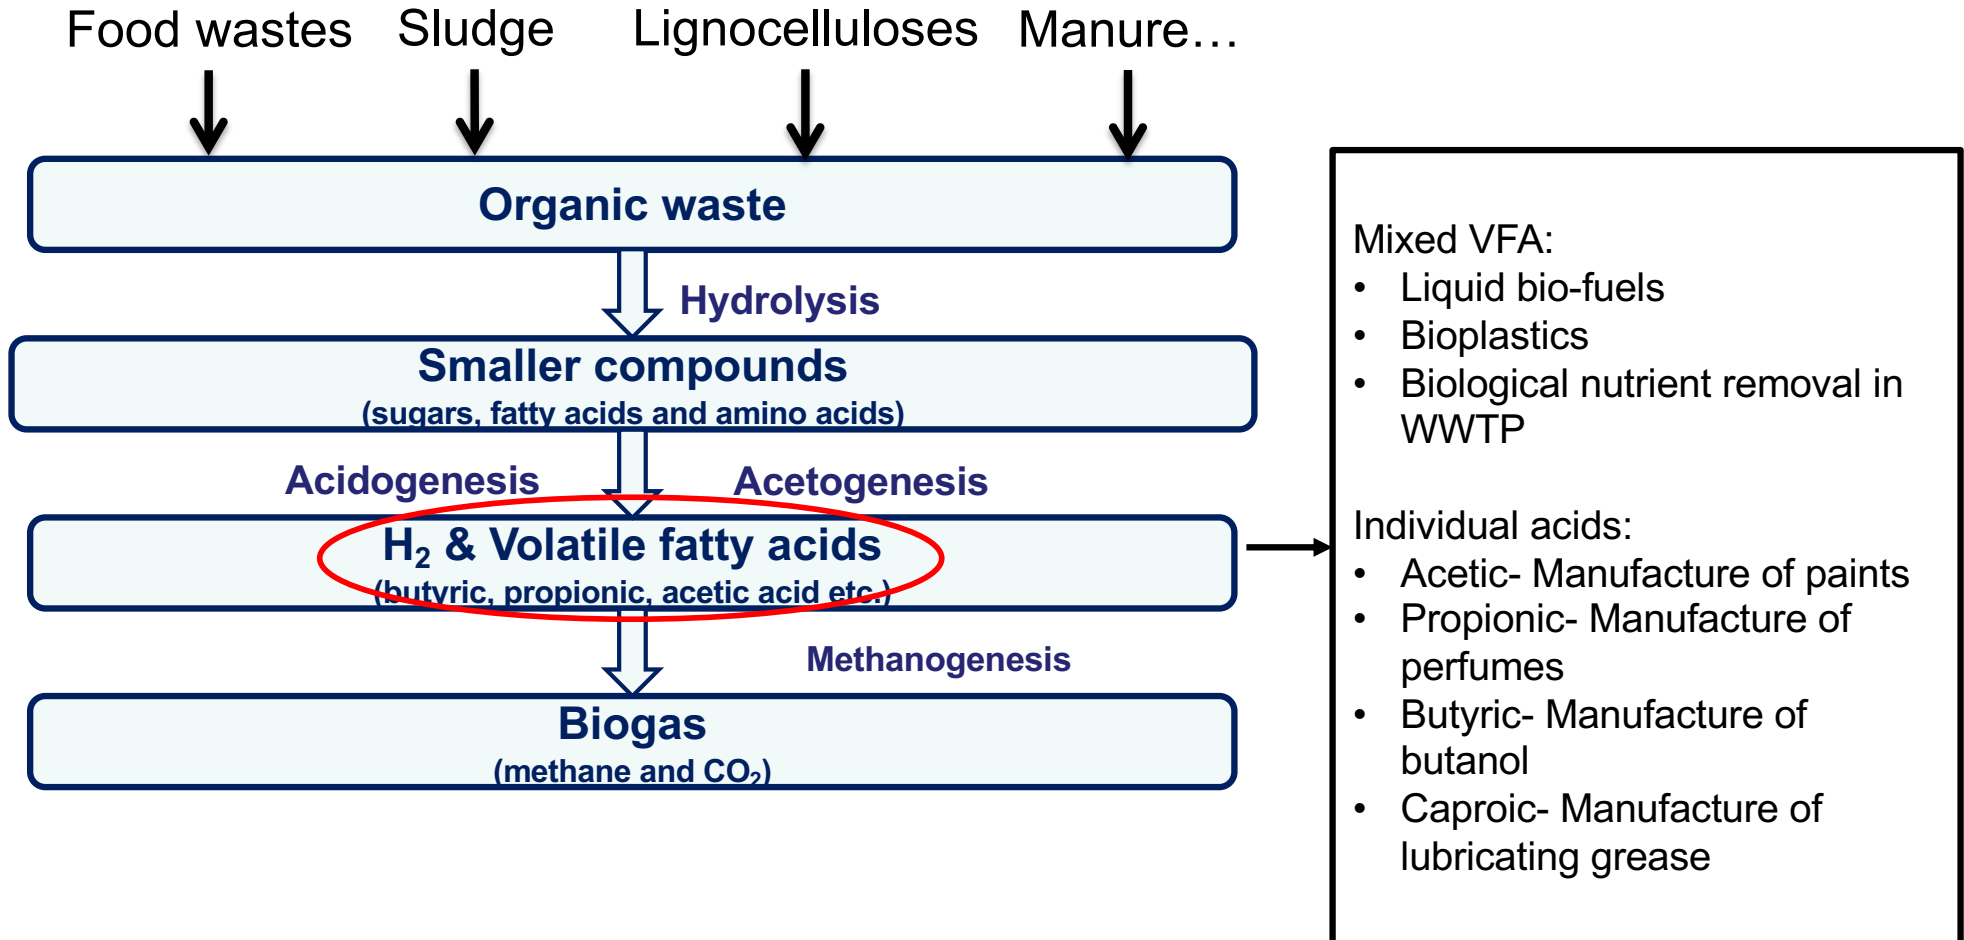 Food wastes Sludge Lignocelluloses Manure…
Organic waste
Hydrolysis
Smaller compounds
(sugars, fatty acids and amino acids)
Acidogenesis Acetogenesis
H₂ & Volatile fatty acids
(butyric, propionic, acetic acid etc.)
Methanogenesis
Biogas
(methane and CO₂)
Mixed VFA:
• Liquid bio-fuels
• Bioplastics
• Biological nutrient removal in
WWTP
Individual acids:
• Acetic- Manufacture of paints
• Propionic- Manufacture of
perfumes
• Butyric- Manufacture of
butanol
• Caproic- Manufacture of
lubricating grease